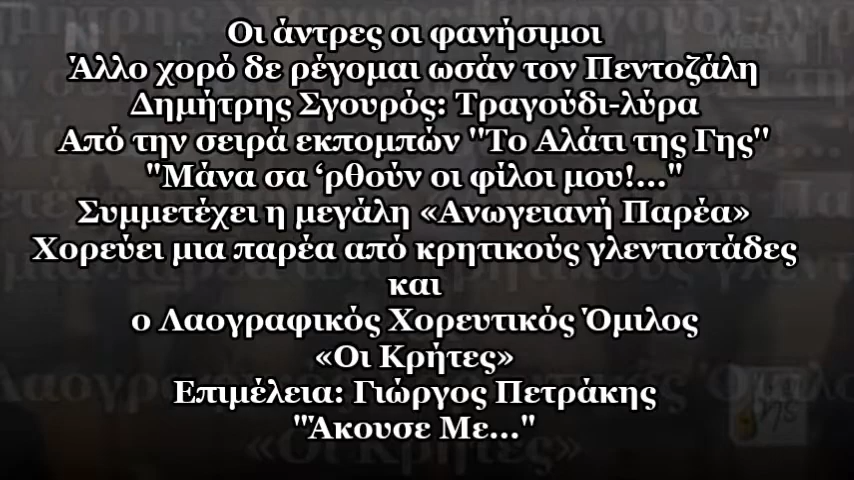 Οι άντρες οι φανήσιμοι
Άλλο χορό δε ρέγομαι ωσάν τον Πεντοζάλη
Δημήτρης Σγουρός: Τραγούδι-λύρα
Από την σειρά εκπομπών "Το Αλάτι της Γης"
"Μάνα σα ‘ρθούν οι φίλοι μου!..."
Συμμετέχει η μεγάλη «Ανωγειανή Παρέα»
Χορεύει μια παρέα από κρητικούς γλεντιστάδες
και
ο Λαογραφικός Χορευτικός Όμιλος
«Οι Κρήτες»
Επιμέλεια: Γιώργος Πετράκης
"Άκουσε Με..."